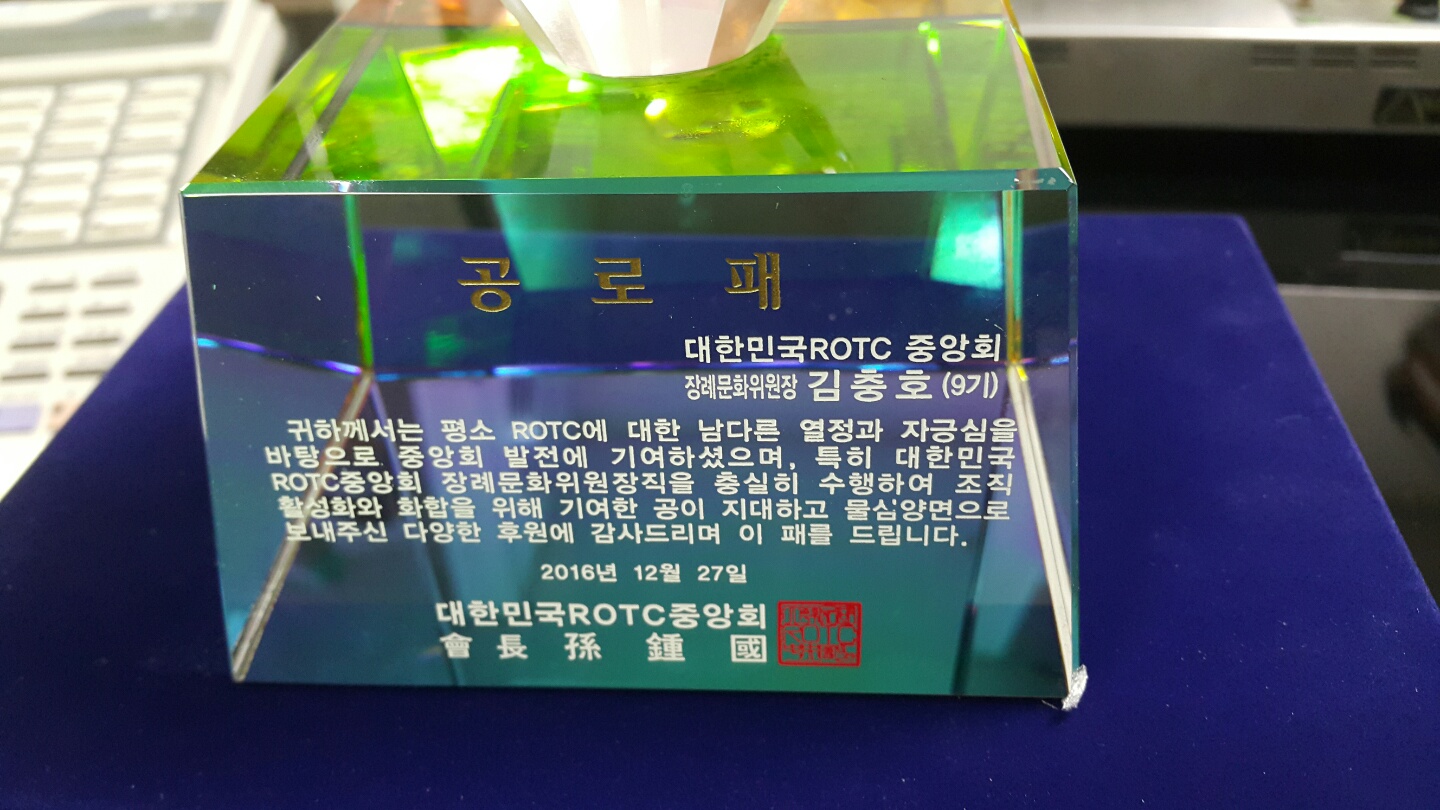 공로패
대한민국ROTC 중앙회
장례문화위원장 김충호 (9기)
귀하께서는 평소 ROTC에 대한 남다른 열정과 자긍심을
바탕으로 중앙회 발전에 기여하셨으며, 특히 대한민국
ROTC중앙회 장례문화위원장직을 충실히 수행하여 조직
활성화와 화합을 위해 기여한 공이 지대하고 물심양면으로
보내주신 다양한 후원에 감사드리며 이 패를 드립니다.
2016년 12월 27일
대한민국ROTC중앙회
會長 孫鍾國